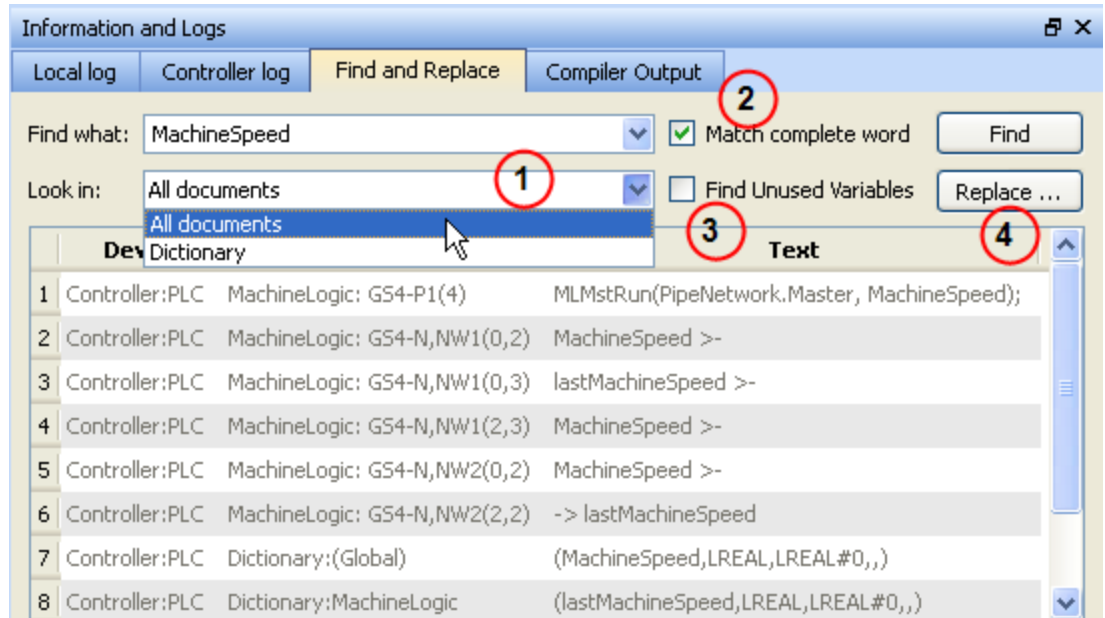 Information and Logs
Local log Controller log Find and Replace Compiler Output
2
Find what: MachineSpeed Match complete word Find
1
Look in: All documents Find Unused Variables Replace ...
All documents
3 4
Dev Text
Dictionary
1 Controller:PLC MachineLogic: GS4-P1(4) MLMstRun(PipeNetwork.Master, MachineSpeed);
2 Controller:PLC MachineLogic: GS4-N,NW1(0,2) MachineSpeed >-
3 Controller:PLC MachineLogic: GS4-N,NW1(0,3) lastMachineSpeed >-
4 Controller:PLC MachineLogic: GS4-N,NW1(2,3) MachineSpeed >-
5 Controller:PLC MachineLogic: GS4-N,NW2(0,2) MachineSpeed >-
6 Controller:PLC MachineLogic: GS4-N,NW2(2,2) -> lastMachineSpeed
7 Controller:PLC Dictionary:(Global) (MachineSpeed,LREAL,LREAL#0,,)
8 Controller:PLC Dictionary:MachineLogic (lastMachineSpeed,LREAL,LREAL#0,,)